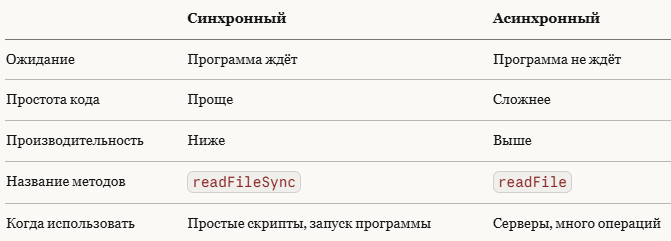 Синхронный Асинхронный
Ожидание Программа ждёт Программа не ждёт
Простота кода Проще Сложнее
Производительность Ниже Выше
Название методов readFileSync readFile
Когда использовать Простые скрипты, запуск программы Серверы, много операций